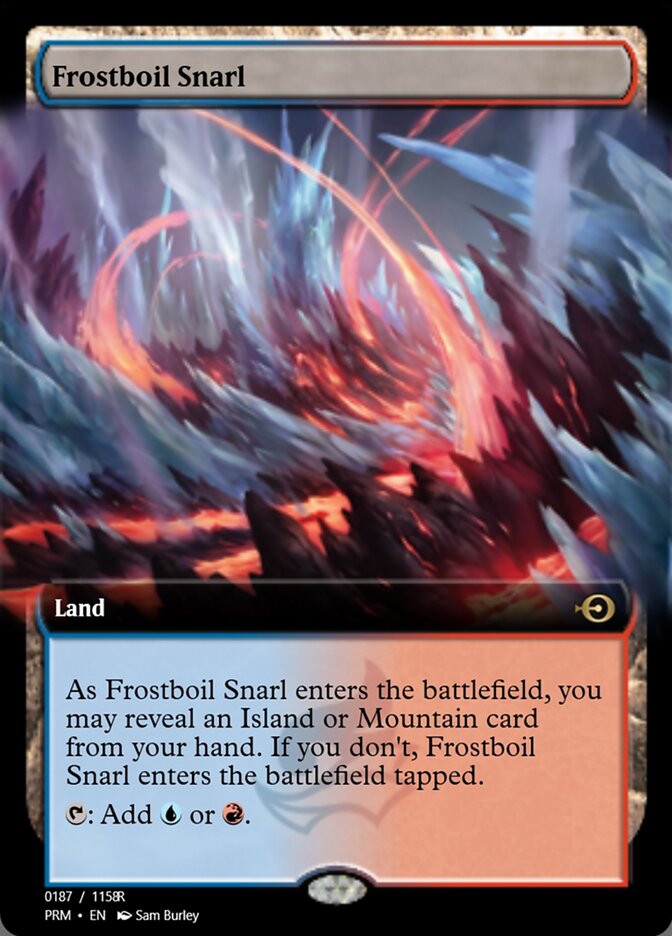 Frostboil Snarl
Land
As Frostboil Snarl enters the battlefield, you
may reveal an Island or Mountain card
from your hand. If you don't, Frostboil
Snarl enters the battlefield tapped.
: Add or .
0187 / 1158R
PRM • EN Sam Burley